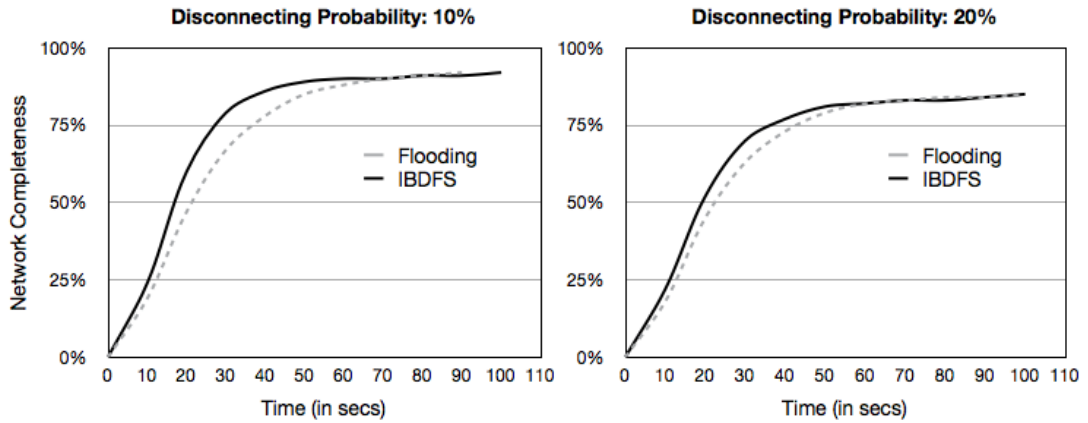 Disconnecting Probability: 10%
100%
75%
50%
25%
0%
Network Completeness
Flooding
IBDFS
0 10 20 30 40 50 60 70 80 90 100 110
Time (in secs)
Disconnecting Probability: 20%
100%
75%
50%
25%
0%
Flooding
IBDFS
0 10 20 30 40 50 60 70 80 90 100 110
Time (in secs)